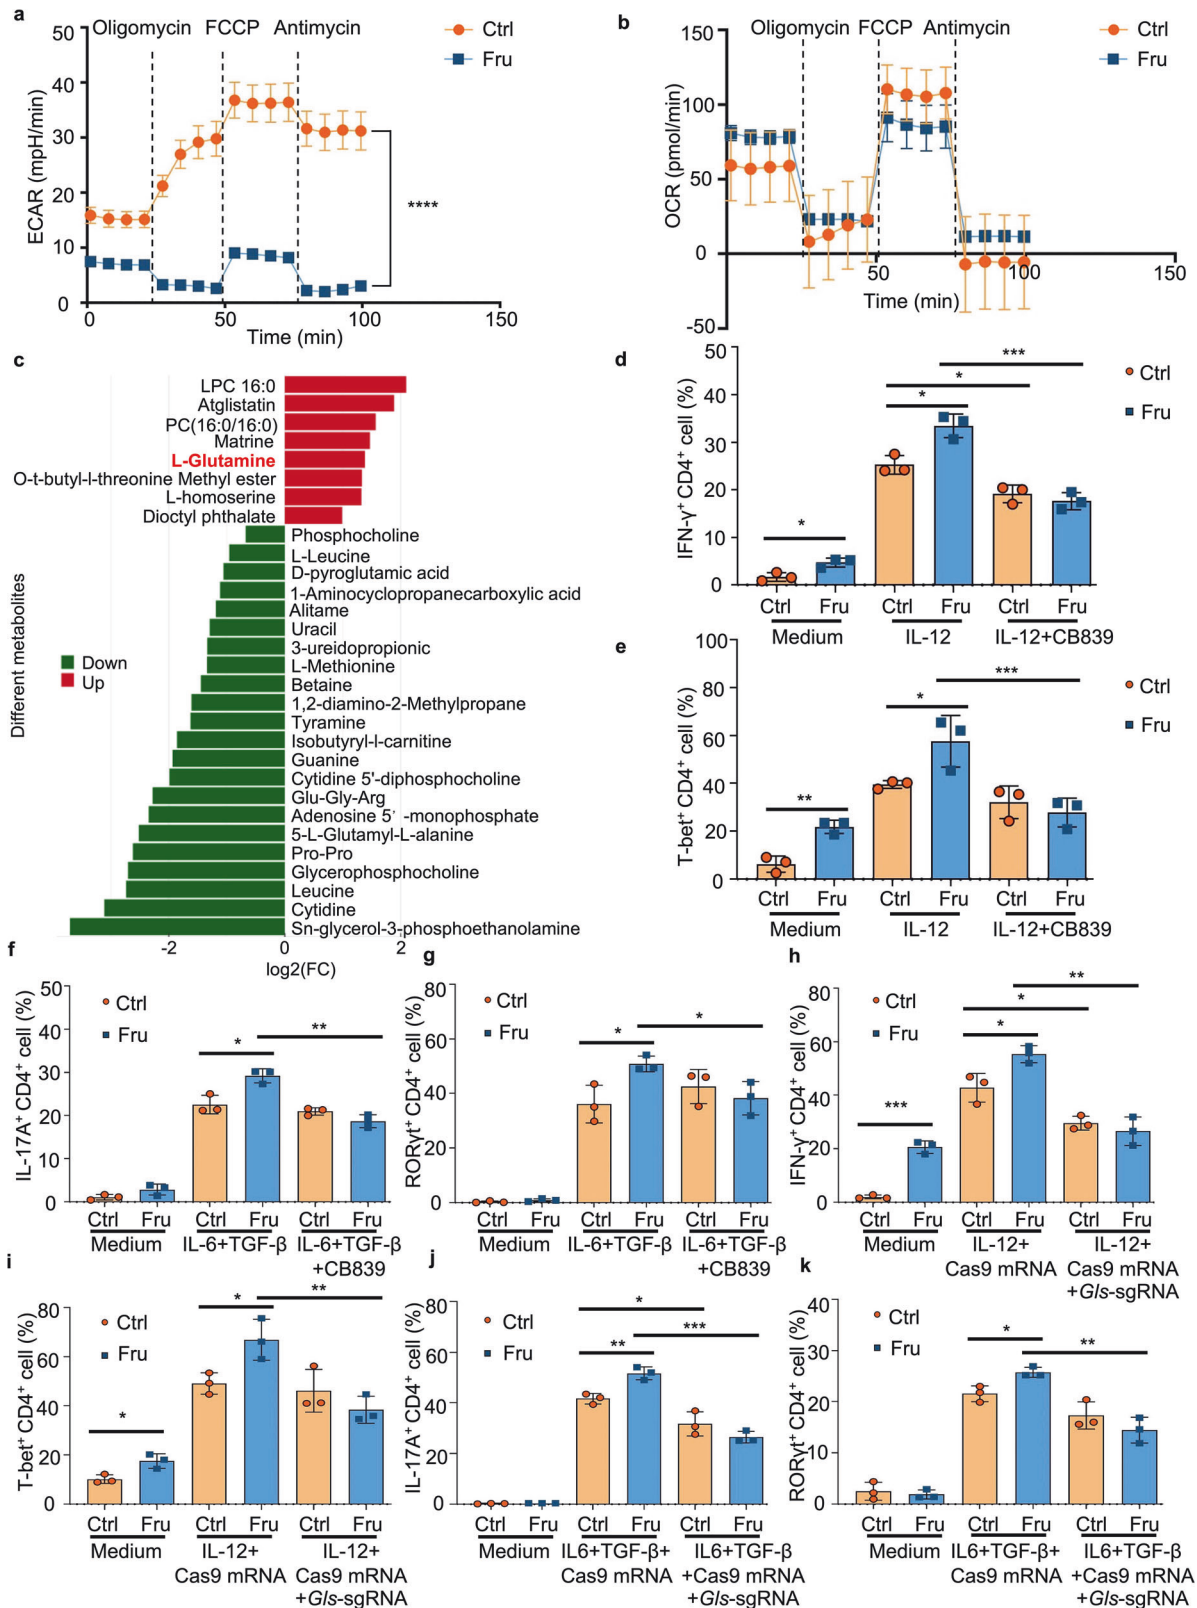 a
Oligomycin FCCP Antimycin
Ctrl
Fru
50
40
30
20
10
0
ECAR (mpH/min)
****
0 50 100 150
Time (min)
b
Oligomycin FCCP Antimycin
Ctrl
Fru
150
100
50
0
-50
OCR (pmol/min)
50 100 150
Time (min)
c
LPC 16:0
Atglistatin
PC(16:0/16:0)
Matrine
L-Glutamine
O-t-butyl-l-threonine Methyl ester
L-homoserine
Dioctyl phthalate
Phosphocholine
L-Leucine
D-pyroglutamic acid
1-Aminocyclopropanecarboxylic acid
Alitame
Uracil
3-ureidopropionic
L-Methionine
Betaine
1,2-diamino-2-Methylpropane
Tyramine
Isobutyryl-l-carnitine
Guanine
Cytidine 5'-diphosphocholine
Glu-Gly-Arg
Adenosine 5' -monophosphate
5-L-Glutamyl-L-alanine
Pro-Pro
Glycerophosphocholine
Leucine
Cytidine
Sn-glycerol-3-phosphoethanolamine
Different metabolites
Down
Up
-2 0 2
log2(FC)
d
50
40
30
20
10
0
IFN-γ⁺ CD4⁺ cell (%)
***
*
*
*
Ctrl
Fru
Ctrl Fru Ctrl Fru Ctrl Fru
Medium IL-12 IL-12+CB839
e
100
80
60
40
20
0
T-bet⁺ CD4⁺ cell (%)
***
*
**
Ctrl
Fru
Ctrl Fru Ctrl Fru Ctrl Fru
Medium IL-12 IL-12+CB839
f
50
40
30
20
10
0
IL-17A⁺ CD4⁺ cell (%)
Ctrl
Fru
**
*
Ctrl Fru Ctrl Fru Ctrl Fru
Medium IL-6+TGF-β IL-6+TGF-β
+CB839
g
80
60
40
20
0
RORγt⁺ CD4⁺ cell (%)
Ctrl
Fru
*
*
Ctrl Fru Ctrl Fru Ctrl Fru
Medium IL-6+TGF-β IL-6+TGF-β
+CB839
h
80
60
40
20
0
IFN-γ⁺ CD4⁺ cell (%)
Ctrl
Fru
**
*
*
***
Ctrl Fru Ctrl Fru Ctrl Fru
Medium IL-12+ IL-12+
Cas9 mRNA Cas9 mRNA
+Gls-sgRNA
i
80
60
40
20
0
T-bet⁺ CD4⁺ cell (%)
Ctrl
Fru
**
*
*
Ctrl Fru Ctrl Fru Ctrl Fru
Medium IL-12+ IL-12+
Cas9 mRNA Cas9 mRNA
+Gls-sgRNA
j
80
60
40
20
0
IL-17A⁺ CD4⁺ cell (%)
Ctrl
Fru
*
***
**
Ctrl Fru Ctrl Fru Ctrl Fru
Medium IL6+TGF-β+ IL6+TGF-β
Cas9 mRNA +Cas9 mRNA
+Gls-sgRNA
k
40
30
20
10
0
RORγt⁺ CD4⁺ cell (%)
Ctrl
Fru
*
**
Ctrl Fru Ctrl Fru Ctrl Fru
Medium IL6+TGF-β+ IL6+TGF-β
Cas9 mRNA +Cas9 mRNA
+Gls-sgRNA